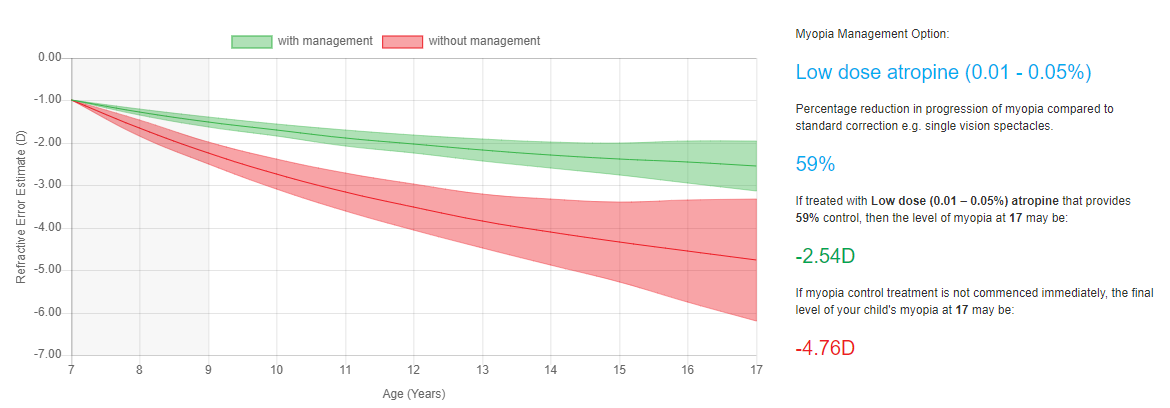 with management
without management
0.00
-1.00
-2.00
-3.00
-4.00
-5.00
-6.00
-7.00
Refractive Error Estimate (D)
7 8 9 10 11 12 13 14 15 16 17
Age (Years)
Myopia Management Option:
Low dose atropine (0.01 - 0.05%)
Percentage reduction in progression of myopia compared to
standard correction e.g. single vision spectacles.
59%
If treated with Low dose (0.01 – 0.05%) atropine that provides
59% control, then the level of myopia at 17 may be:
-2.54D
If myopia control treatment is not commenced immediately, the final
level of your child's myopia at 17 may be:
-4.76D